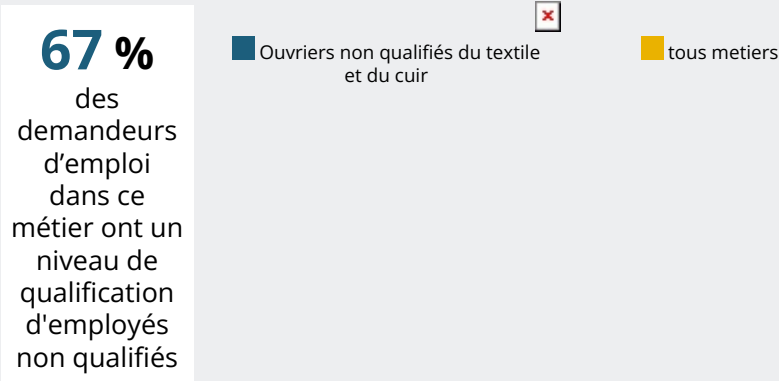 67 %
des
demandeurs
d’emploi
dans ce
métier ont un
niveau de
qualification
d'employés
non qualifiés
Ouvriers non qualifiés du textile
et du cuir
tous metiers